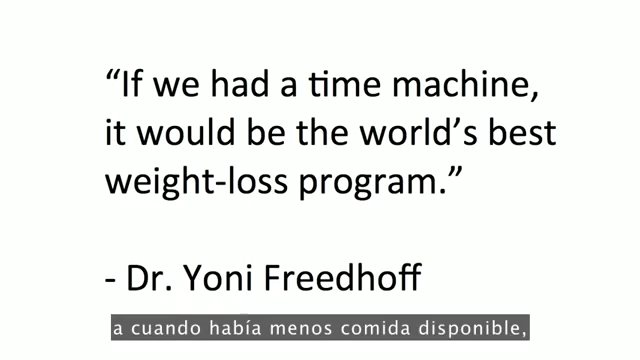 “If we had a time machine,
it would be the world’s best
weight-loss program.”
- Dr. Yoni Freedhoff
a cuando había menos comida disponible,